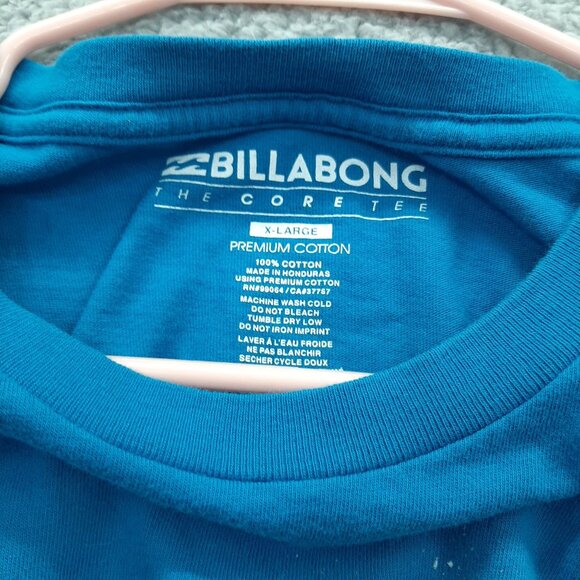 BILLABONG
THE CORE TEE
X-LARGE
PREMIUM COTTON
100% COTTON
MADE IN HONDURAS
USING PREMIUM COTTON
RN#99064 / CA#37767
MACHINE WASH COLD
DO NOT BLEACH
TUMBLE DRY LOW
DO NOT IRON IMPRINT
LAVER À L'EAU FROIDE
NE PAS BLANCHIR
SECHER CYCLE DOUX